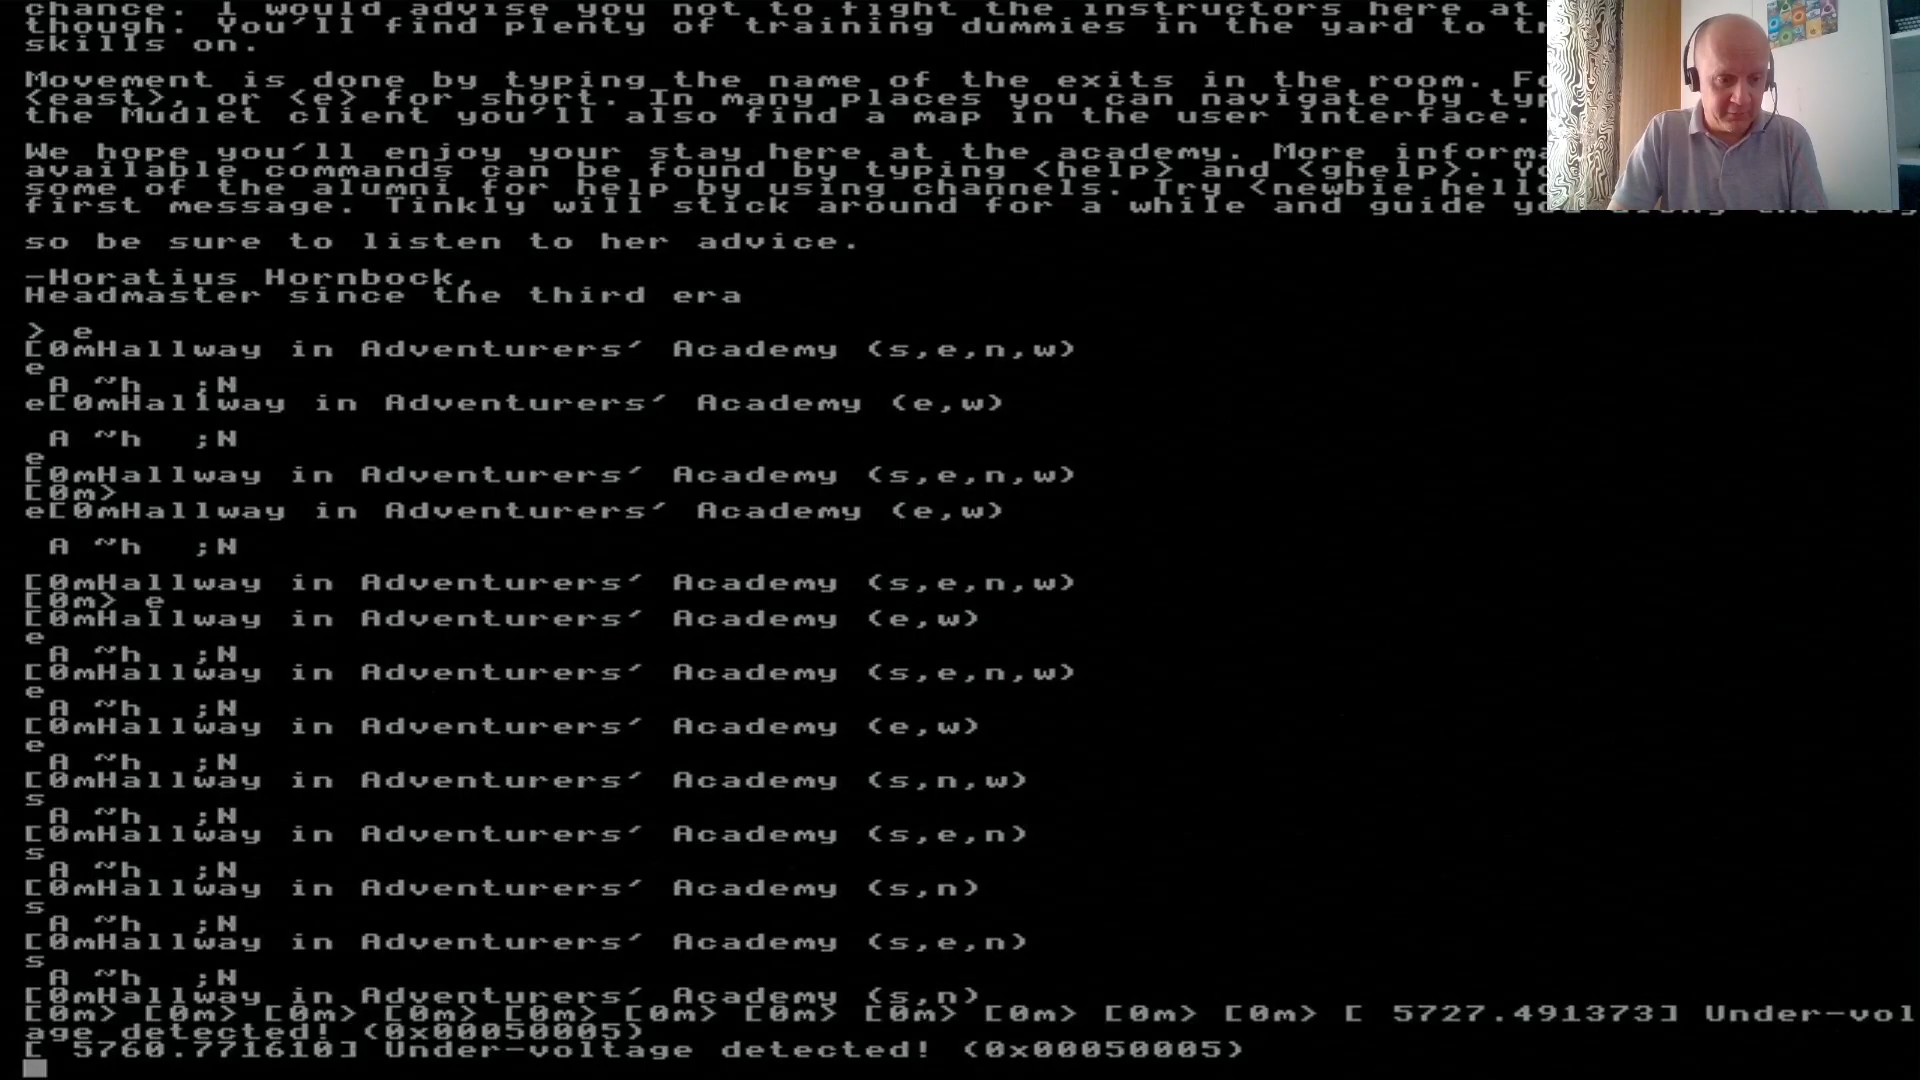 chance. I would advise you not to fight the instructors here at
though. You'll find plenty of training dummies in the yard to
skills on.
Movement is done by typing the name of the exits in the room.
<east>, or <e> for short. In many places you can navigate by
the Mudlet client you'll also find a map in the user interface.
We hope you'll enjoy your stay here at the academy. More
available commands can be found by typing <help> and <ghelp>.
some of the alumni for help by using channels. Try <newbie
first message. Tinkly will stick around for a while and guide
so be sure to listen to her advice.
-Horatius Hornbock,
Headmaster since the third era
> e
[0mHallway in Adventurers' Academy (s,e,n,w)
e
A ~h ;N
e[0mHallway in Adventurers' Academy (e,w)
A ~h ;N
e
[0mHallway in Adventurers' Academy (s,e,n,w)
[0m>
e[0mHallway in Adventurers' Academy (e,w)
A ~h ;N
[0mHallway in Adventurers' Academy (s,e,n,w)
[0m> e
[0mHallway in Adventurers' Academy (e,w)
e
A ~h ;N
[0mHallway in Adventurers' Academy (s,e,n,w)
e
A ~h ;N
[0mHallway in Adventurers' Academy (e,w)
e
A ~h ;N
[0mHallway in Adventurers' Academy (s,n,w)
s
A ~h ;N
[0mHallway in Adventurers' Academy (s,e,n)
s
A ~h ;N
[0mHallway in Adventurers' Academy (s,n)
s
A ~h ;N
[0mHallway in Adventurers' Academy (s,e,n)
s
A ~h ;N
[0mHallway in Adventurers' Academy (s,n)
[0m> [0m> [0m> [0m> [0m> [0m> [0m> [0m> [0m> [0m> [0m> [ 5727.491373] Under-vol
age detected! (0x00050005)
[ 5760.771610] Under-voltage detected! (0x00050005)